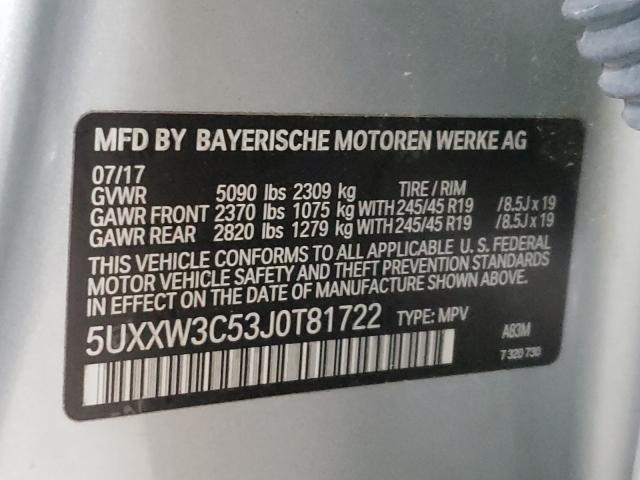 MFD BY BAYERISCHE MOTOREN WERKE AG
07/17
GVWR 5090 lbs 2309 kg TIRE / RIM
GAWR FRONT 2370 lbs 1075 kg WITH 245/45 R19 /8.5J x 19
GAWR REAR 2820 lbs 1279 kg WITH 245/45 R19 /8.5J x 19
THIS VEHICLE CONFORMS TO ALL APPLICABLE U.S. FEDERAL
MOTOR VEHICLE SAFETY AND THEFT PREVENTION STANDARDS
IN EFFECT ON THE DATE OF MANUFACTURE SHOWN ABOVE.
5UXXW3C53J0T81722 TYPE: MPV A83M
7 320 730